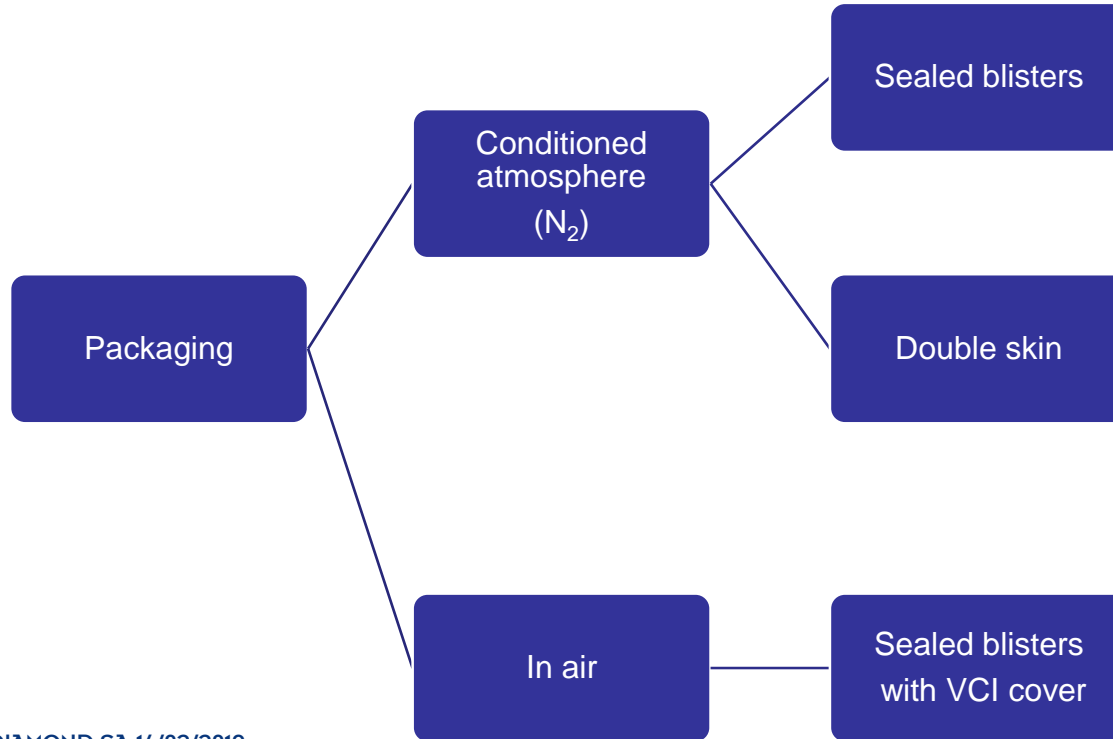 Sealed blisters
Conditioned
atmosphere
(N₂)
Packaging
Double skin
In air
Sealed blisters
with VCI cover